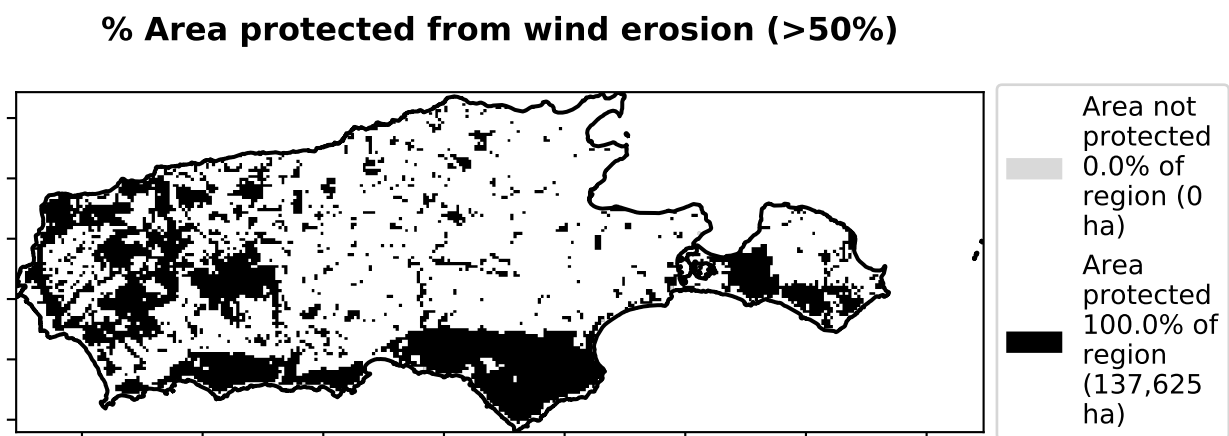 % Area protected from wind erosion (>50%)
Area not
protected
0.0% of
region (0
ha)
Area
protected
100.0% of
region
(137,625
ha)